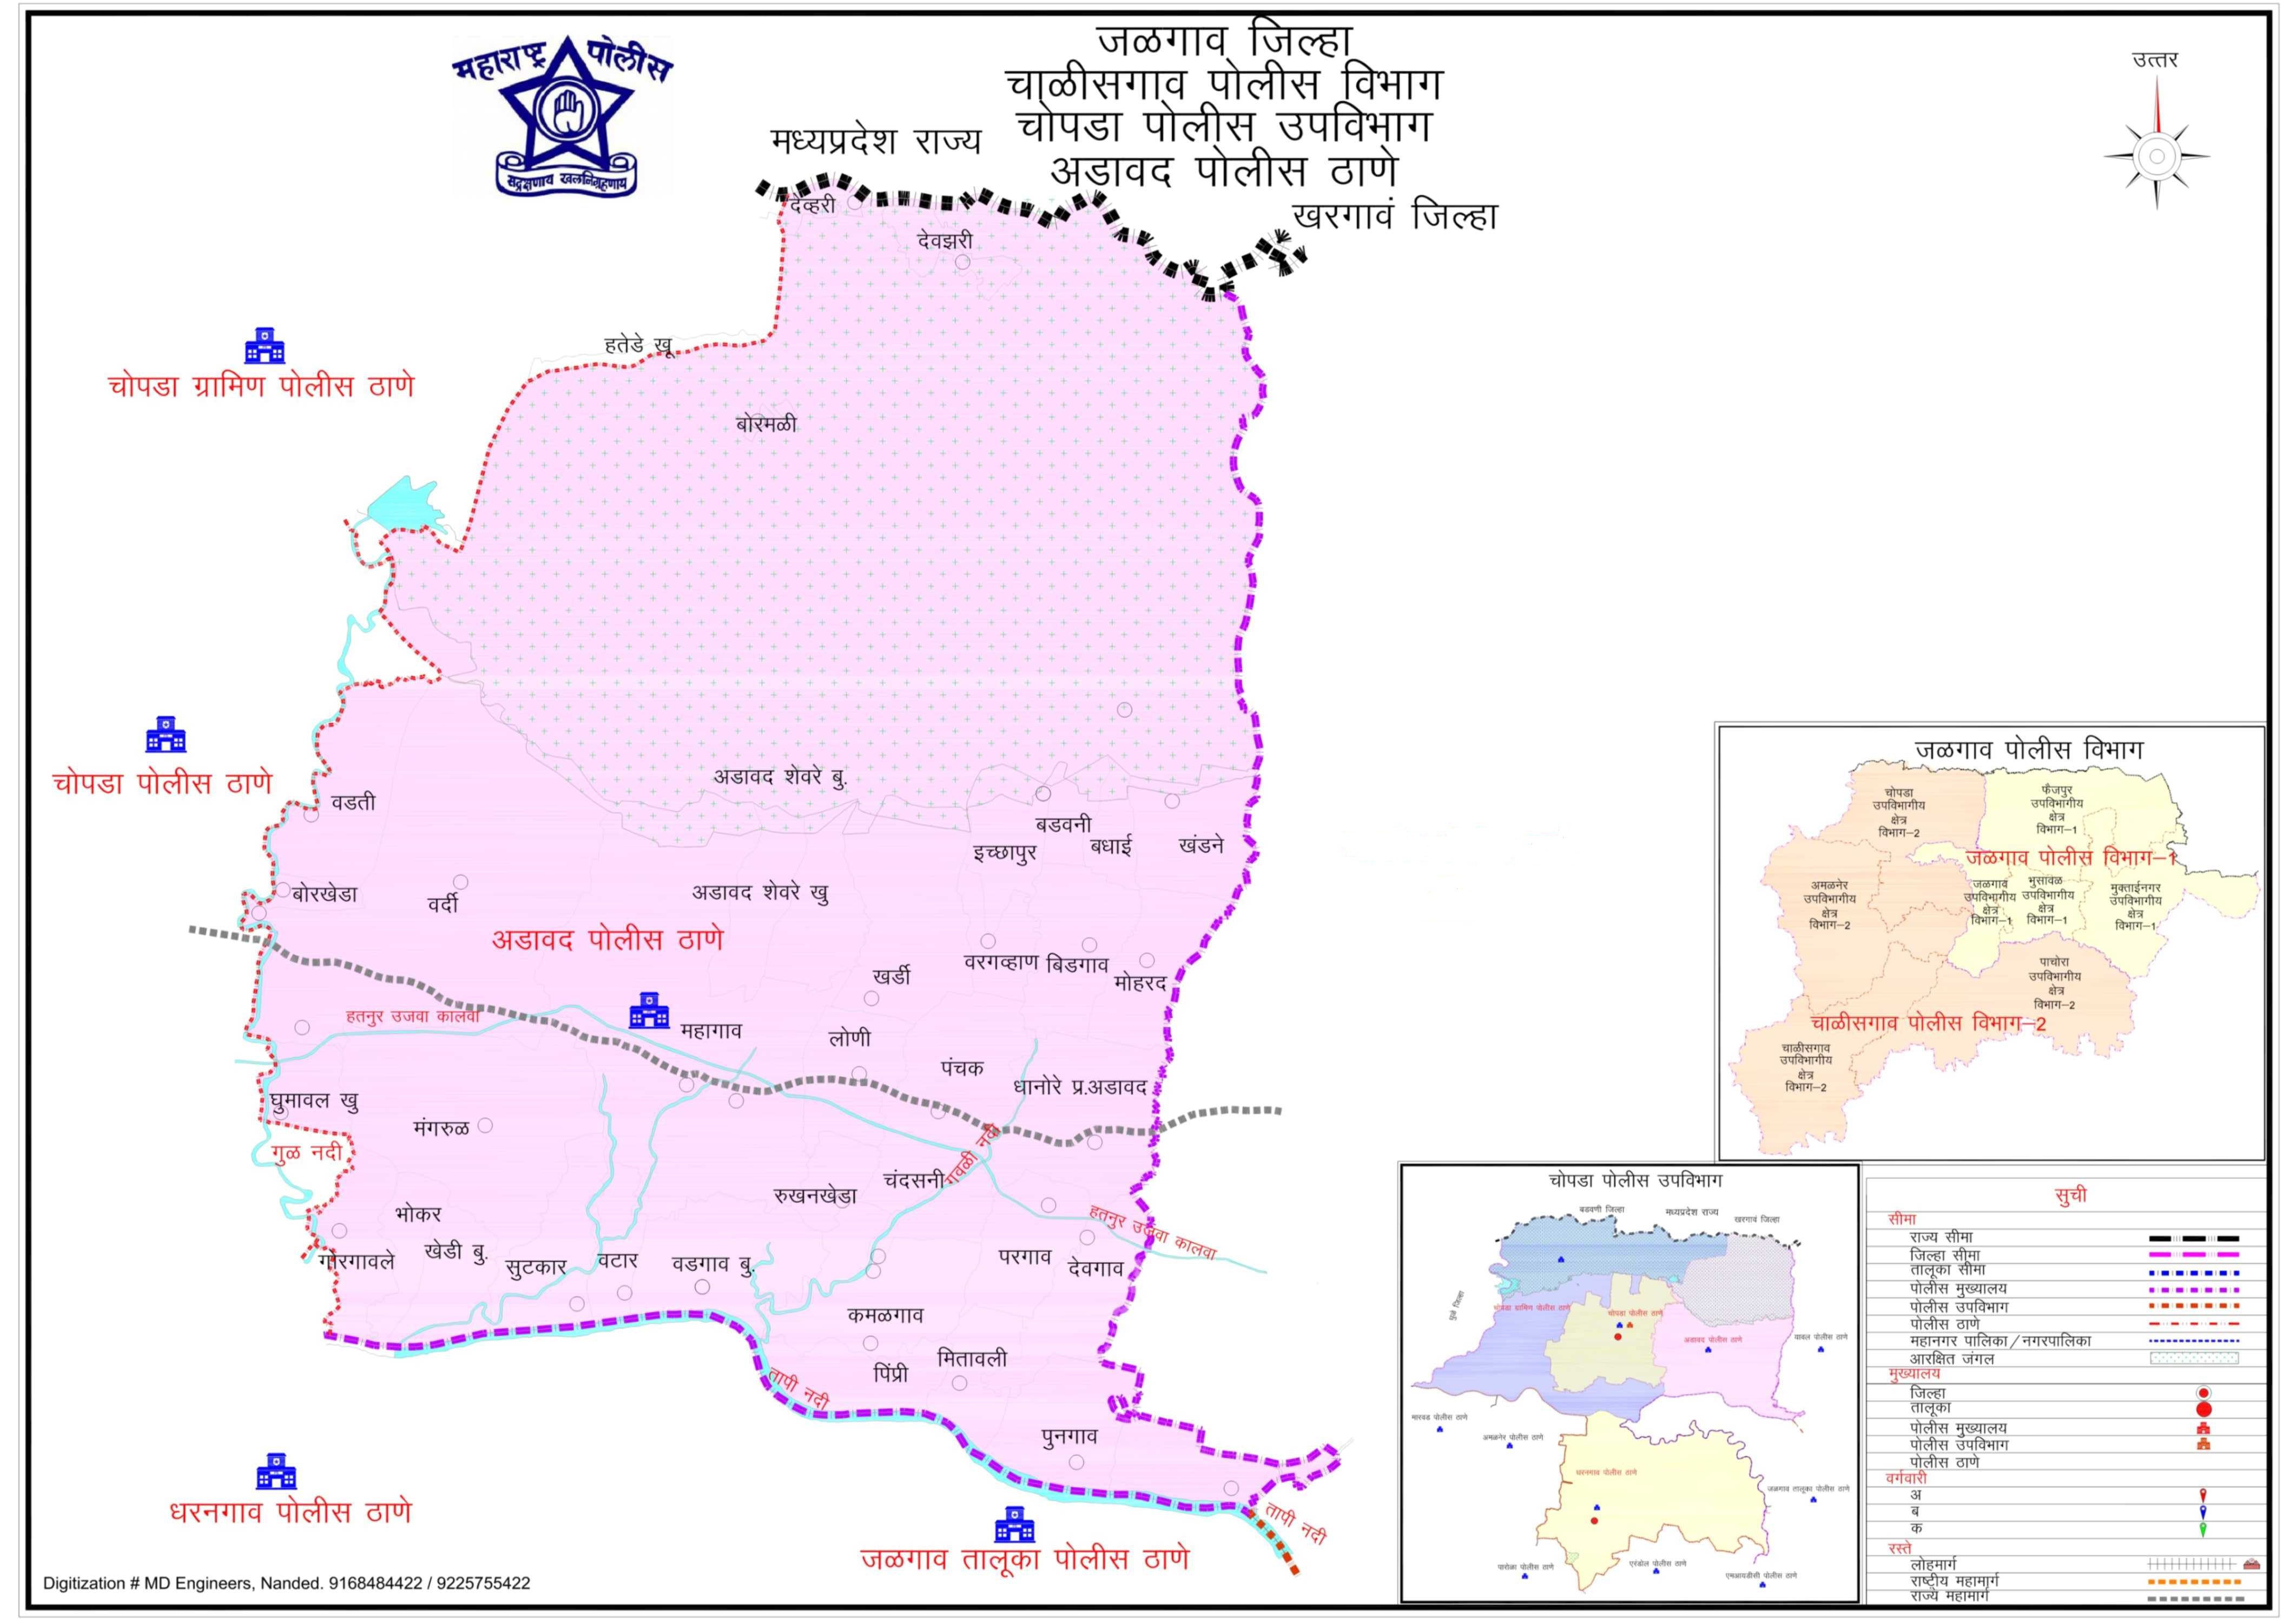 महाराष्ट्र पोलीस
सद्रक्षणाय खलनिग्रहणाय
जळगाव जिल्हा
चाळीसगाव पोलीस विभाग
चोपडा पोलीस उपविभाग
अडावद पोलीस ठाणे
मध्यप्रदेश राज्य
खरगावं जिल्हा
उत्तर
देव्हरी
देवझरी
हतेडे खू
चोपडा ग्रामिण पोलीस ठाणे
बोरमळी
चोपडा पोलीस ठाणे
अडावद शेवरे बु.
वडती
बडवनी
इच्छापुर
बधाई
खंडने
बोरखेडा
वर्दी
अडावद शेवरे खु
अडावद पोलीस ठाणे
वरगव्हाण
बिडगाव
मोहरद
खर्डी
हतनुर उजवा कालवा
महागाव
लोणी
पंचक
धानोरे प्र.अडावद
घुमावल खु
मंगरुळ
गुळ नदी
गवळी नदी
चंदसनी
रुखनखेडा
भोकर
हतनुर उजवा कालवा
गोरगावले
खेडी बु.
सुटकार
वटार
वडगाव बु.
परगाव
देवगाव
कमळगाव
मितावली
पिंप्री
तापी नदी
पुनगाव
धरनगाव पोलीस ठाणे
तापी नदी
जळगाव तालूका पोलीस ठाणे
Digitization # MD Engineers, Nanded. 9168484422 / 9225755422
जळगाव पोलीस विभाग
चोपडा
उपविभागीय
क्षेत्र
विभाग-2
फैजपुर
उपविभागीय
क्षेत्र
विभाग-1
जळगाव पोलीस विभाग-1
अमळनेर
उपविभागीय
क्षेत्र
विभाग-2
जळगाव
उपविभागीय
क्षेत्र
विभाग-1
भुसावळ
उपविभागीय
क्षेत्र
विभाग-1
मुक्ताईनगर
उपविभागीय
क्षेत्र
विभाग-1
पाचोरा
उपविभागीय
क्षेत्र
विभाग-2
चाळीसगाव पोलीस विभाग-2
चाळीसगाव
उपविभागीय
क्षेत्र
विभाग-2
चोपडा पोलीस उपविभाग
बडवणी जिल्हा
मध्यप्रदेश राज्य
खरगावं जिल्हा
धुळे जिल्हा
चोपडा ग्रामिण पोलीस ठाणे
चोपडा पोलीस ठाणे
अडावद पोलीस ठाणे
यावल पोलीस ठाणे
मारवड पोलीस ठाणे
अमळनेर पोलीस ठाणे
धरनगाव पोलीस ठाणे
जळगाव तालूका पोलीस ठाणे
पारोळा पोलीस ठाणे
एरंडोल पोलीस ठाणे
एमआयडीसी पोलीस ठाणे
सुची
सीमा
राज्य सीमा
जिल्हा सीमा
तालूका सीमा
पोलीस मुख्यालय
पोलीस उपविभाग
पोलीस ठाणे
महानगर पालिका/नगरपालिका
आरक्षित जंगल
मुख्यालय
जिल्हा
तालूका
पोलीस मुख्यालय
पोलीस उपविभाग
पोलीस ठाणे
वर्गवारी
अ
ब
क
रस्ते
लोहमार्ग
राष्ट्रीय महामार्ग
राज्य महामार्ग